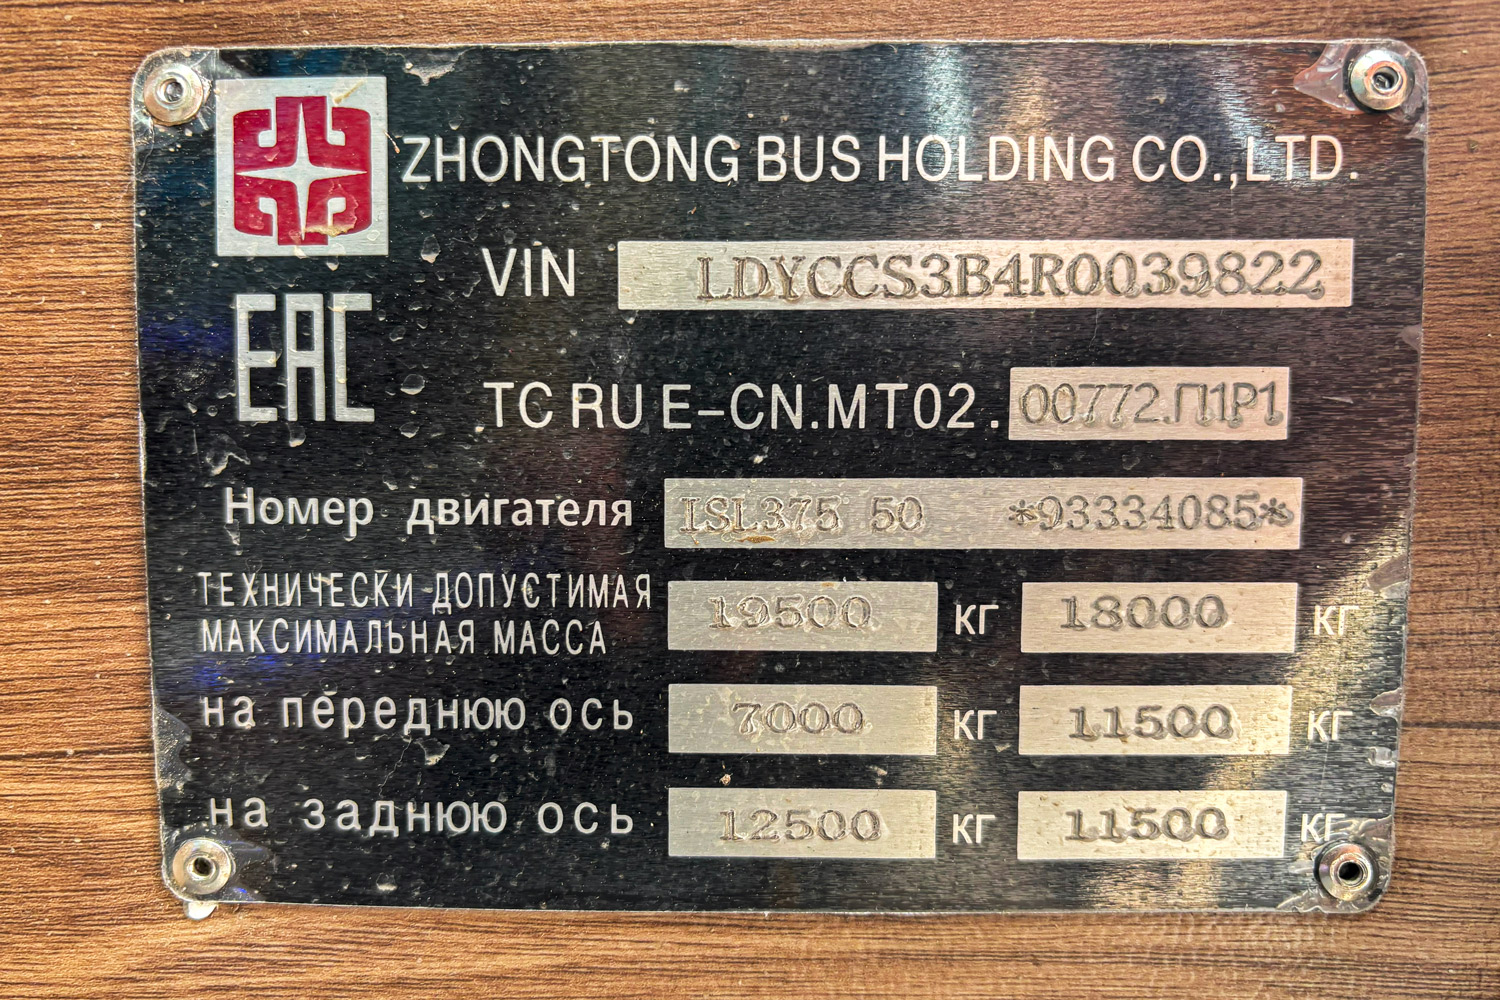 ZHONGTONG BUS HOLDING CO.,LTD.
VIN LDYCCS3B4R0039822
EAC
TC RU E-CN.MT02. 00772.П1Р1
Номер двигателя ISL375 50 *93334085*
ТЕХНИЧЕСКИ ДОПУСТИМАЯ
МАКСИМАЛЬНАЯ МАССА 19500 кг 18000 кг
на переднюю ось 7000 кг 11500 кг
на заднюю ось 12500 кг 11500 кг